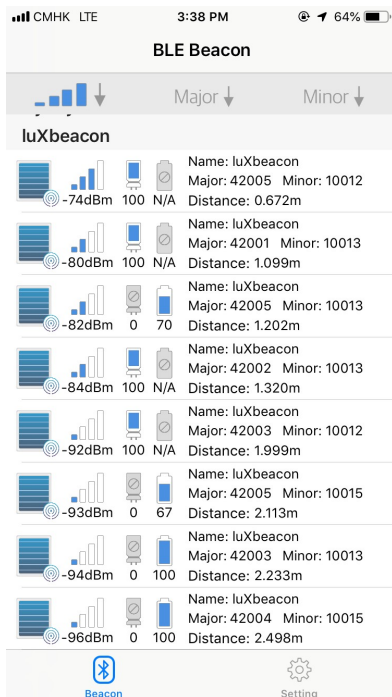 CMHK LTE 3:38 PM 64%
BLE Beacon
Major Minor
luXbeacon
Name: luXbeacon
Major: 42005 Minor: 10012
-74dBm 100 N/A Distance: 0.672m
Name: luXbeacon
Major: 42001 Minor: 10013
-80dBm 100 N/A Distance: 1.099m
Name: luXbeacon
Major: 42005 Minor: 10013
-82dBm 0 70 Distance: 1.202m
Name: luXbeacon
Major: 42002 Minor: 10013
-84dBm 100 N/A Distance: 1.320m
Name: luXbeacon
Major: 42003 Minor: 10012
-92dBm 100 N/A Distance: 1.999m
Name: luXbeacon
Major: 42005 Minor: 10015
-93dBm 0 67 Distance: 2.113m
Name: luXbeacon
Major: 42003 Minor: 10013
-94dBm 0 100 Distance: 2.233m
Name: luXbeacon
Major: 42004 Minor: 10015
-96dBm 0 100 Distance: 2.498m
Beacon Setting